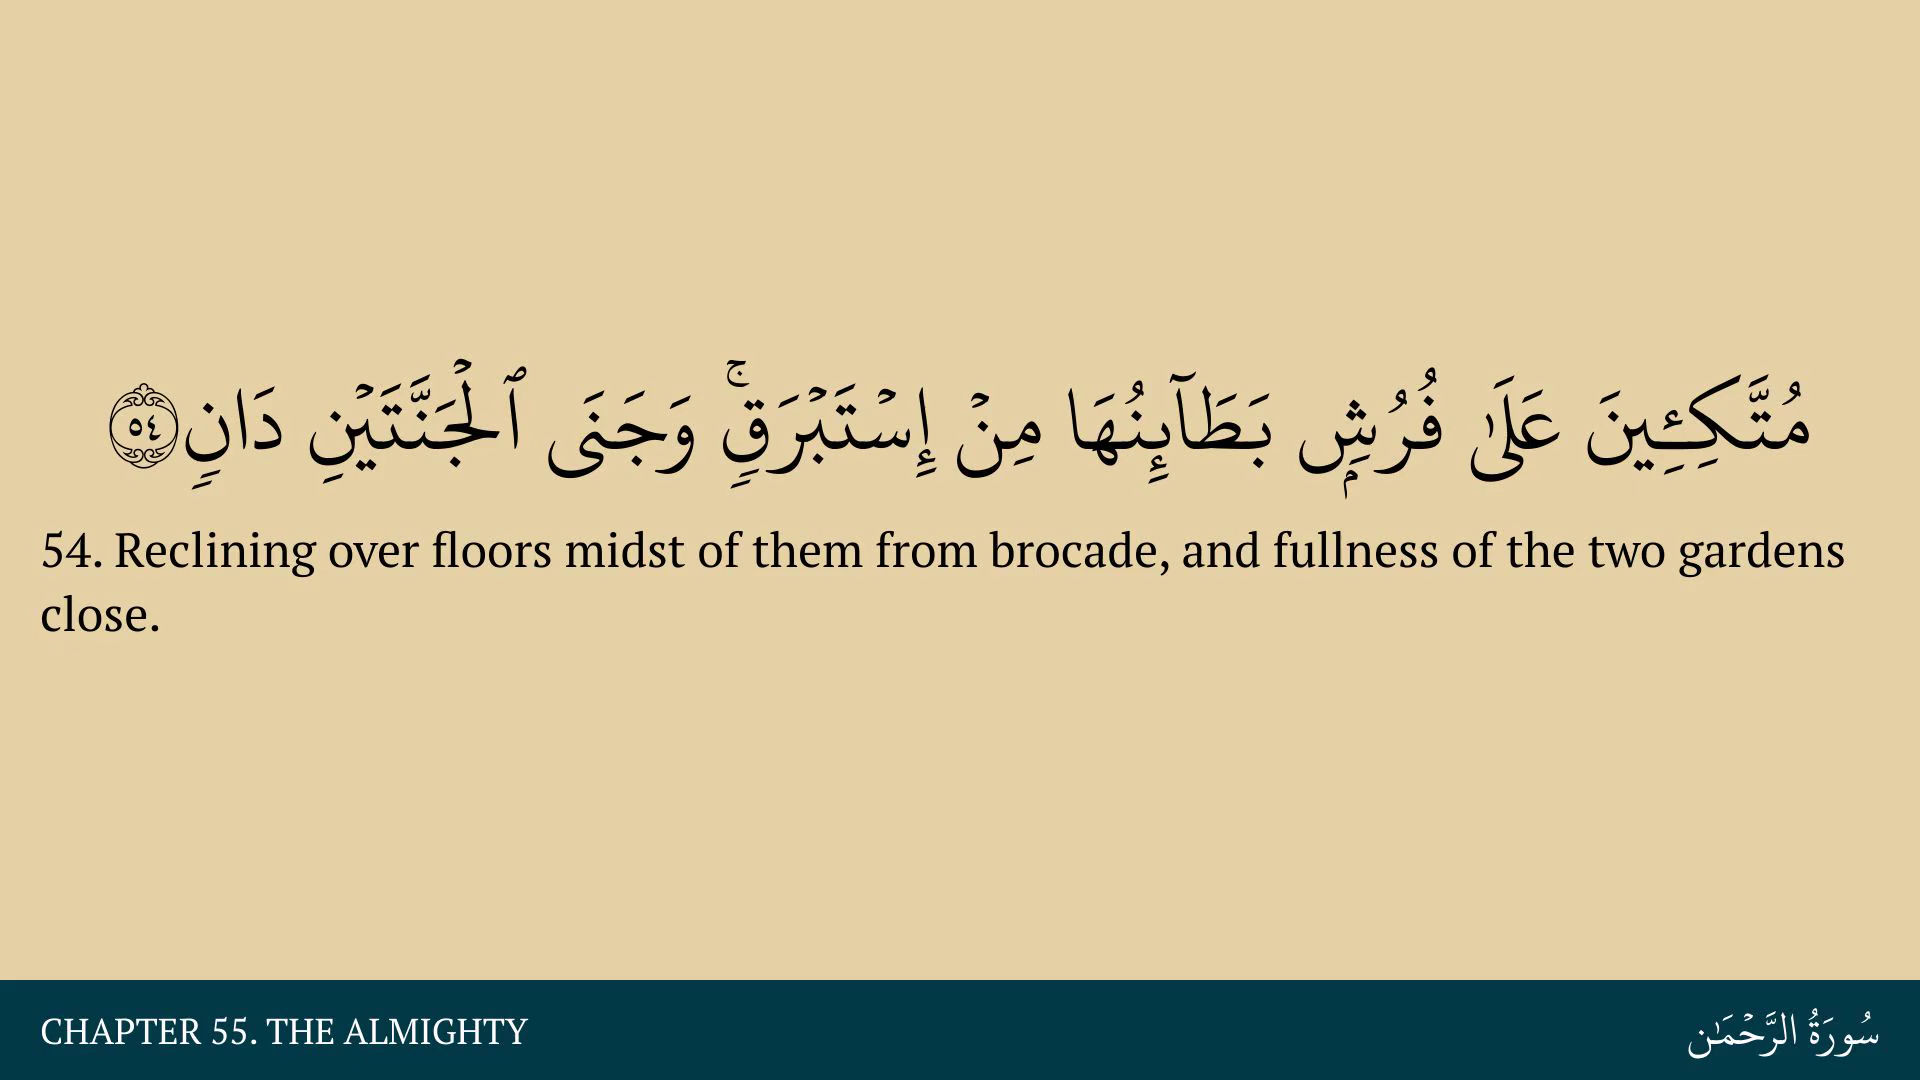 مُتَّكِـِٔينَ عَلَىٰ فُرُشِۭ بَطَآئِنُهَا مِنۡ إِسۡتَبۡرَقٖۚ وَجَنَى ٱلۡجَنَّتَيۡنِ دَانٖ ٥٤
54. Reclining over floors midst of them from brocade, and fullness of the two gardens
close.
CHAPTER 55. THE ALMIGHTY
سُورَةُ الرَّحۡمَٰن